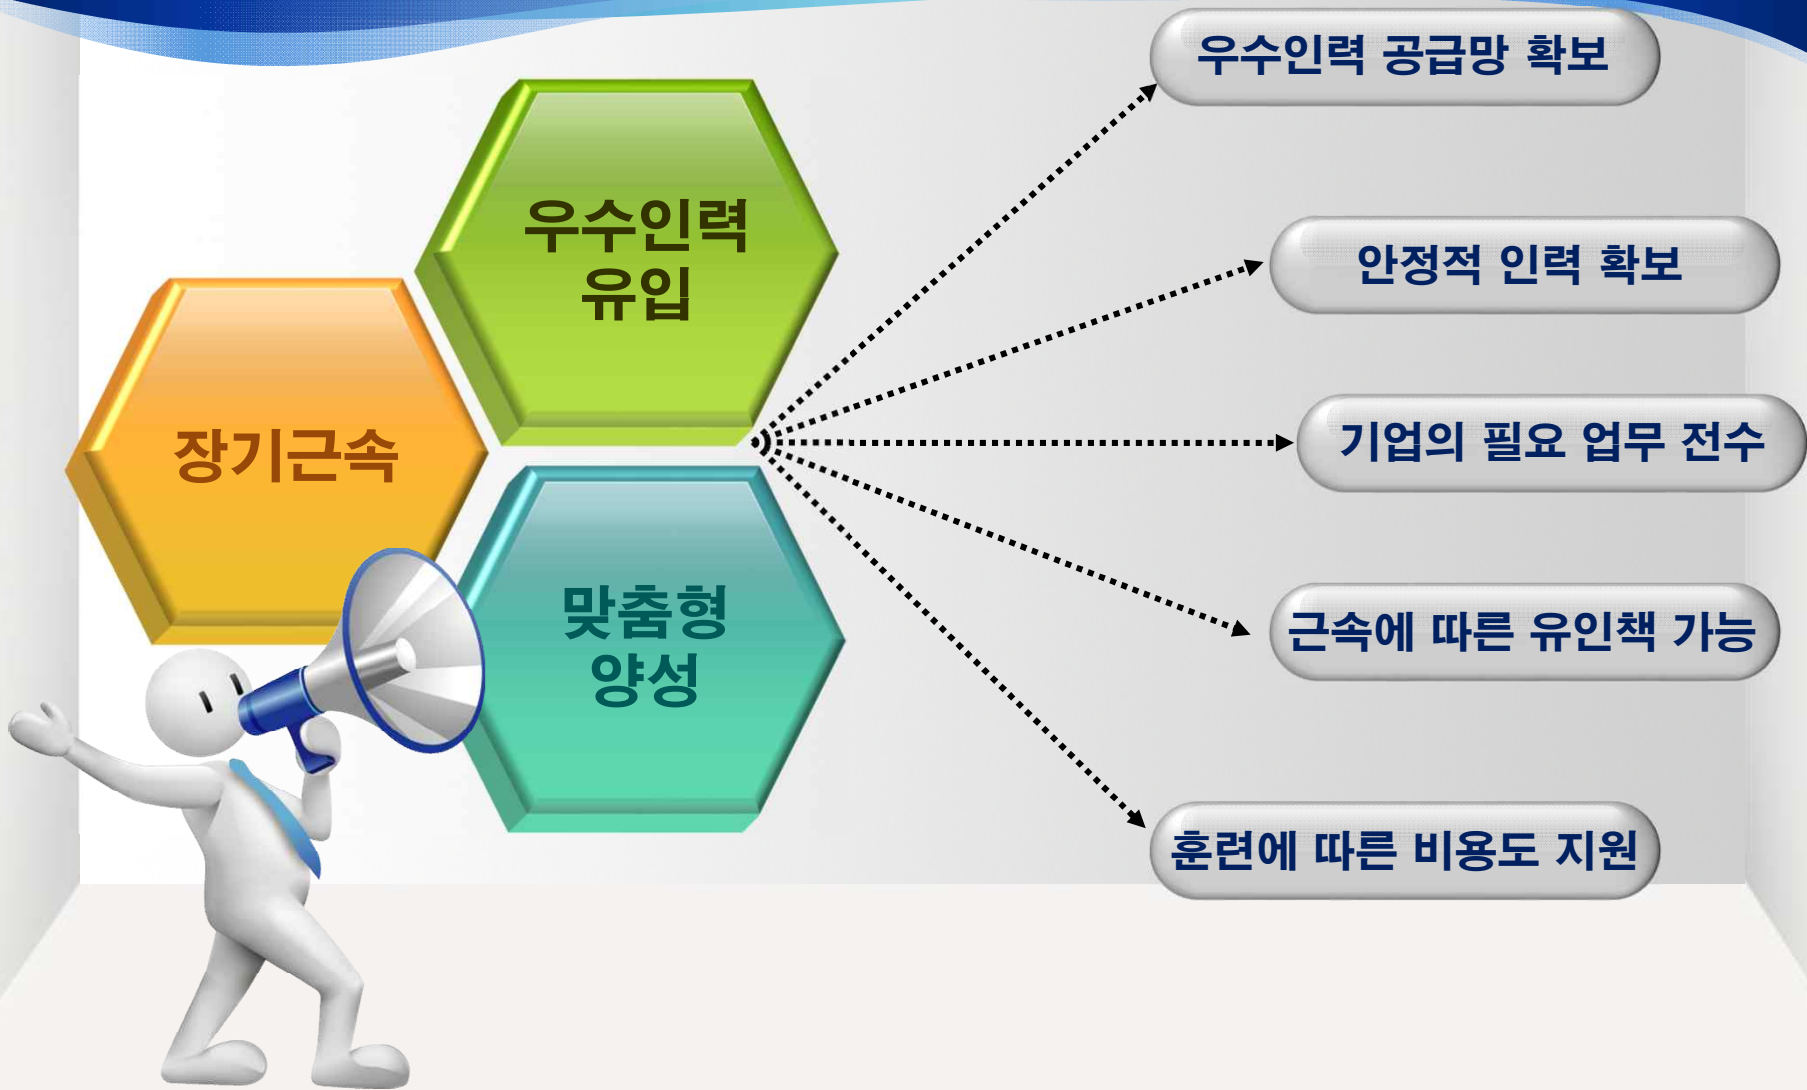 우수인력
유입
장기근속
맞춤형
양성
우수인력 공급망 확보
안정적 인력 확보
기업의 필요 업무 전수
근속에 따른 유인책 가능
훈련에 따른 비용도 지원